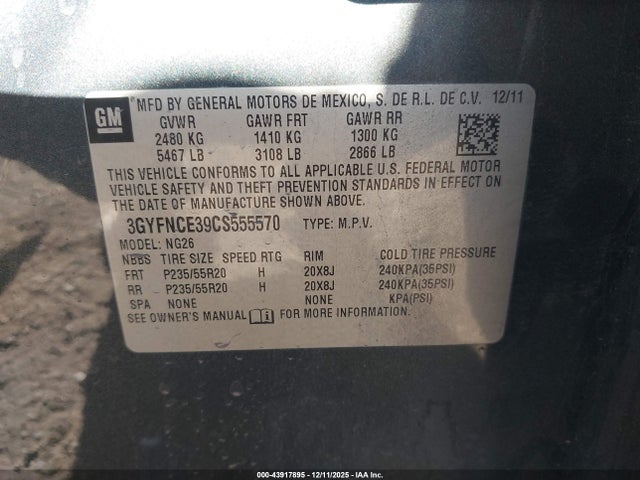 GM
MFD BY GENERAL MOTORS DE MEXICO, S. DE R.L. DE C.V. 12/11
GVWR GAWR FRT GAWR RR
2480 KG 1410 KG 1300 KG
5467 LB 3108 LB 2866 LB
THIS VEHICLE CONFORMS TO ALL APPLICABLE U.S. FEDERAL MOTOR
VEHICLE SAFETY AND THEFT PREVENTION STANDARDS IN EFFECT ON
THE DATE OF MANUFACTURE SHOWN ABOVE.
3GYFNCE39CS555570 TYPE: M.P.V.
MODEL: NG26
NBBS TIRE SIZE SPEED RTG RIM COLD TIRE PRESSURE
FRT P235/55R20 H 20X8J 240KPA(35PSI)
RR P235/55R20 H 20X8J 240KPA(35PSI)
SPA NONE NONE KPA(PSI)
SEE OWNER'S MANUAL FOR MORE INFORMATION.
000-43917895 - 12/11/2025 - IAA Inc.